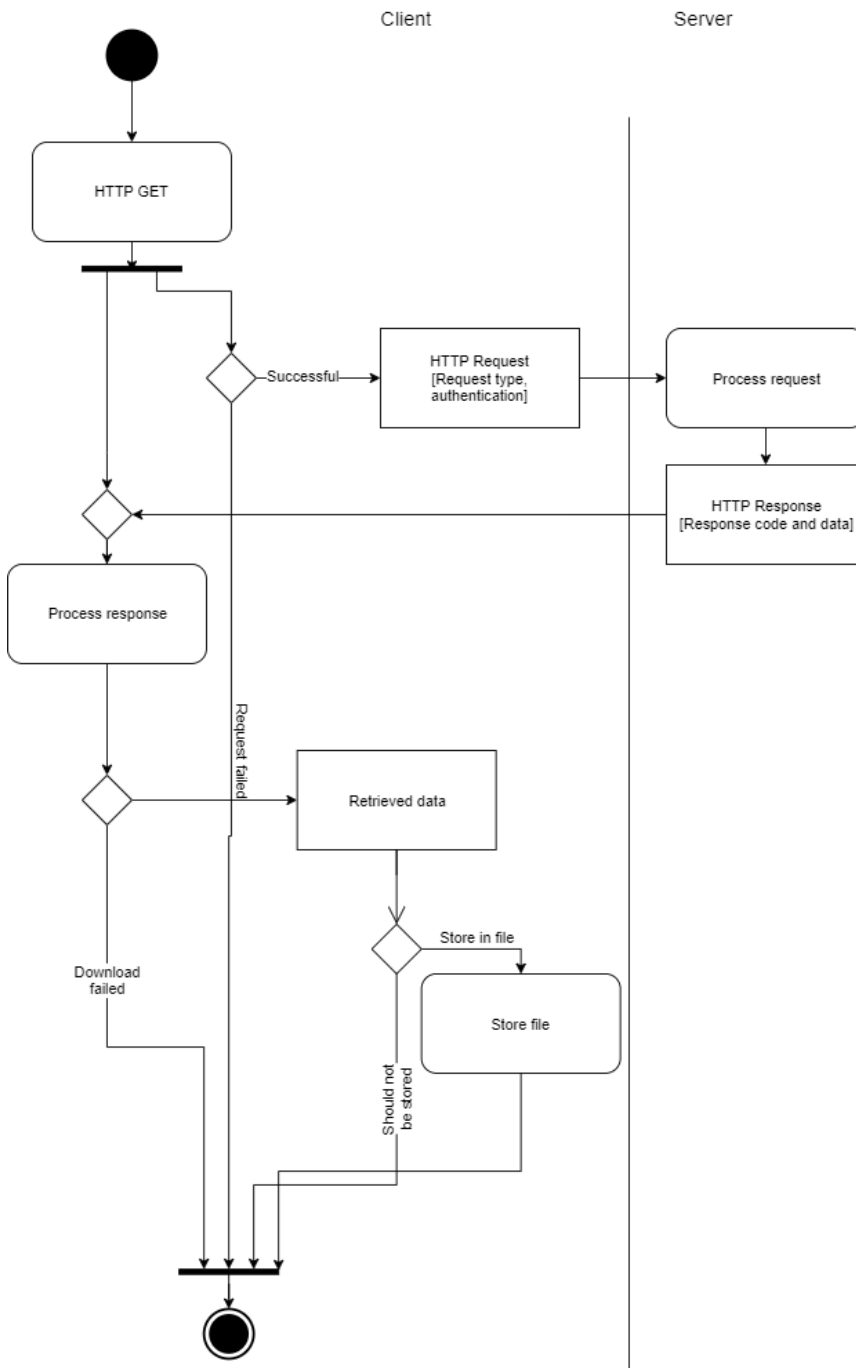 Client
Server
HTTP GET
Successful
HTTP Request
[Request type,
authentication]
Process request
HTTP Response
[Response code and data]
Process response
Request failed
Retrieved data
Store in file
Download
failed
Store file
Should not
be stored